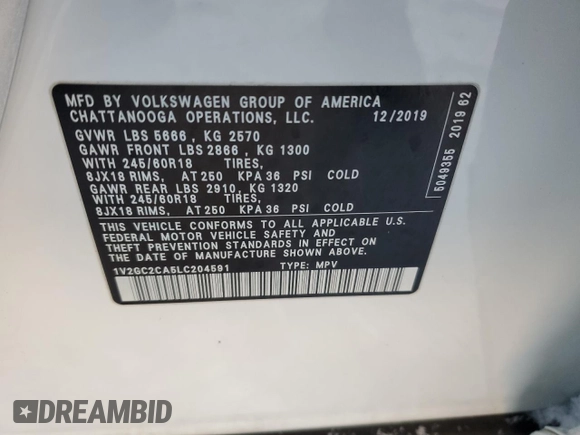 MFD BY VOLKSWAGEN GROUP OF AMERICA
CHATTANOOGA OPERATIONS, LLC. 12/2019
GVWR LBS 5666 , KG 2570
GAWR FRONT LBS 2866 , KG 1300
WITH 245/60R18 TIRES,
8JX18 RIMS, AT 250 KPA 36 PSI COLD
GAWR REAR LBS 2910, KG 1320
WITH 245/60R18 TIRES,
8JX18 RIMS, AT 250 KPA 36 PSI COLD
THIS VEHICLE CONFORMS TO ALL APPLICABLE U.S.
FEDERAL MOTOR VEHICLE SAFETY AND
THEFT PREVENTION STANDARDS IN EFFECT ON
THE DATE OF MANUFACTURE SHOWN ABOVE.
1V2GC2CA5LC204591 TYPE: MPV
5049355 2019 62
DREAMBID